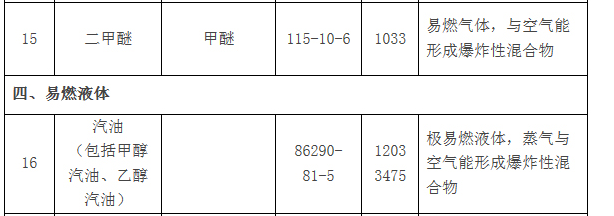 15 二甲醚 甲醚 115-10-6 1033 易燃气体，与空气能
形成爆炸性混合物
四、易燃液体
16 汽油
（包括甲醇
汽油、乙醇
汽油） 86290-
81-5 1203
3475 极易燃液体，蒸气与
空气能形成爆炸性混
合物